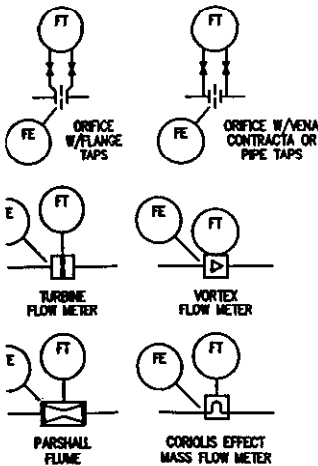 FT
FT
FE
ORIFICE
W/FLANGE
TAPS
FE
ORIFICE W/VENA
CONTRACTA OR
PIPE TAPS
E
FT
FE
FT
TURBINE
FLOW METER
VORTEX
FLOW METER
E
FT
FE
FT
PARSHALL
FLUME
CORIOLIS EFFECT
MASS FLOW METER